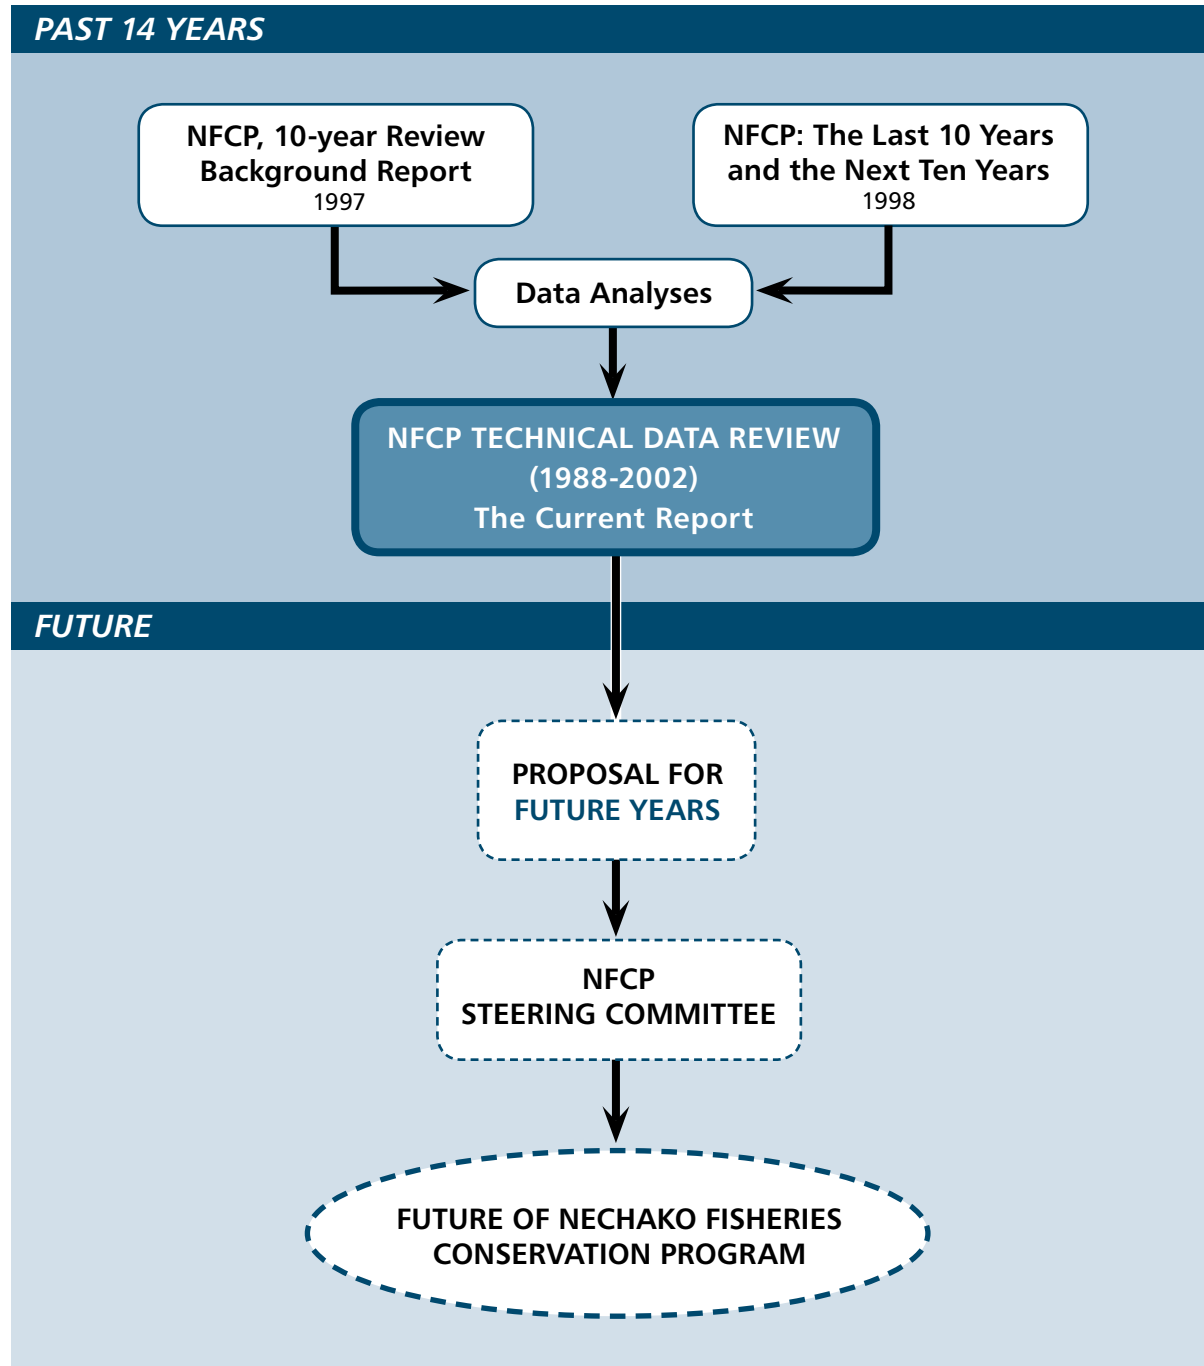 PAST 14 YEARS
NFCP, 10-year Review
Background Report
1997
NFCP: The Last 10 Years
and the Next Ten Years
1998
Data Analyses
NFCP TECHNICAL DATA REVIEW
(1988-2002)
The Current Report
FUTURE
PROPOSAL FOR
FUTURE YEARS
NFCP
STEERING COMMITTEE
FUTURE OF NECHAKO FISHERIES
CONSERVATION PROGRAM